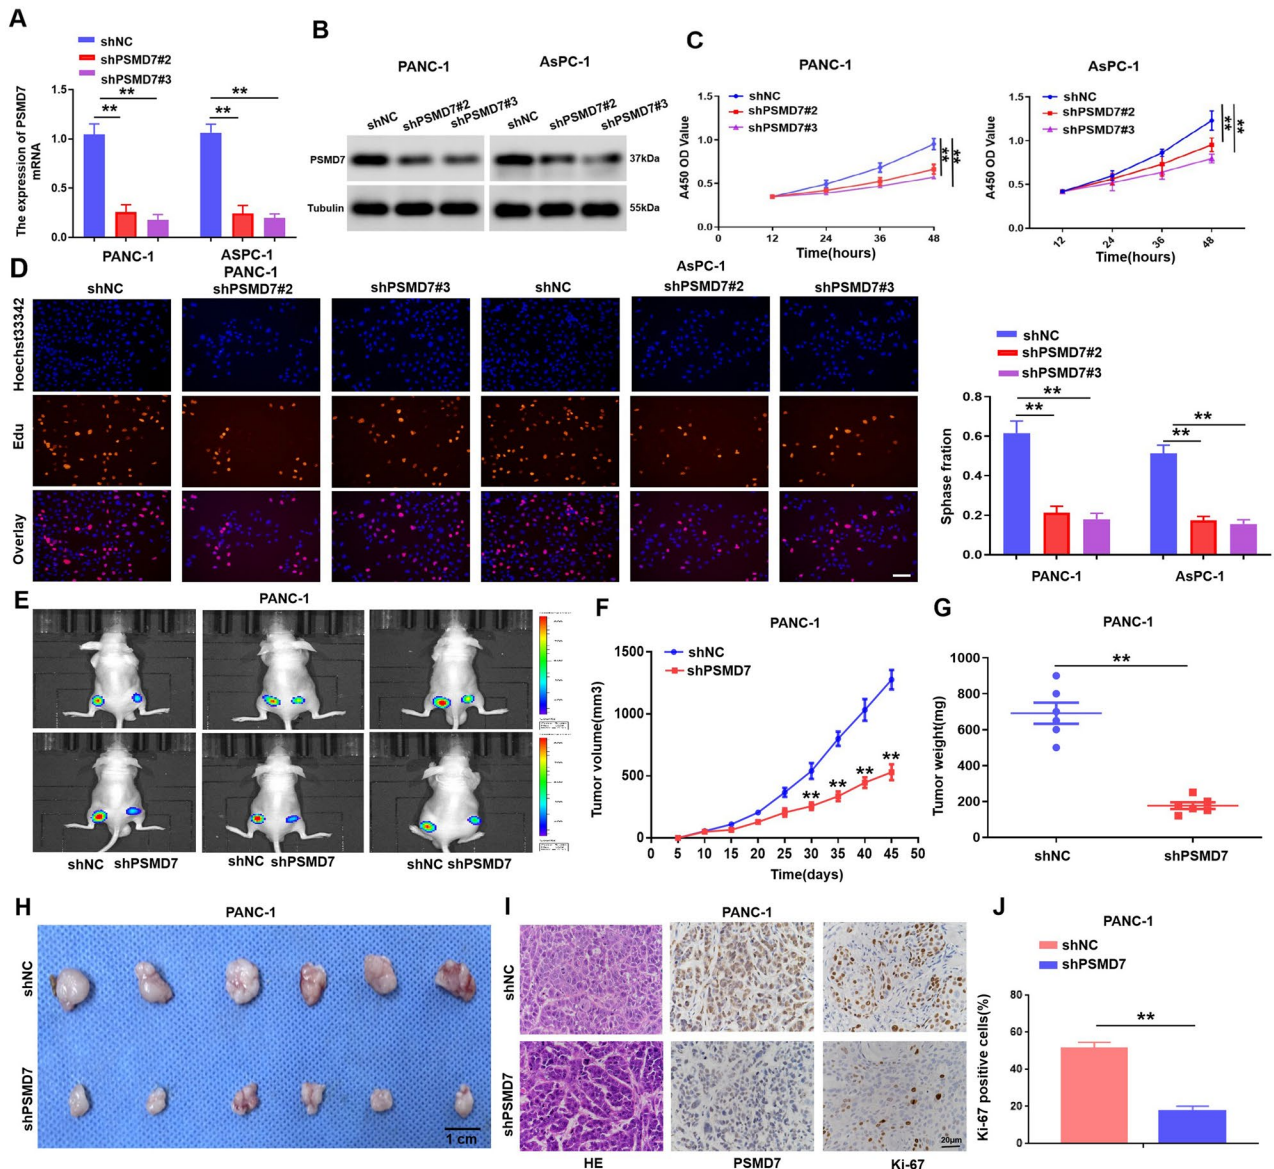 A
shNC
shPSMD7#2
shPSMD7#3
The expression of PSMD7
mRNA
1.5
1.0
0.5
0.0
**
**
**
**
PANC-1
ASPC-1
B
PANC-1
AsPC-1
shNC
shPSMD7#2
shPSMD7#3
shNC
shPSMD7#2
shPSMD7#3
PSMD7
37kDa
Tubulin
55kDa
C
PANC-1
shNC
shPSMD7#2
shPSMD7#3
A450 OD Value
1.5
1.0
0.5
0.0
**
**
12
24
36
48
Time(hours)
AsPC-1
shNC
shPSMD7#2
shPSMD7#3
A450 OD Value
1.5
1.0
0.5
0.0
**
**
12
24
36
48
Time(hours)
D
PANC-1
AsPC-1
shNC
shPSMD7#2
shPSMD7#3
shNC
shPSMD7#2
shPSMD7#3
Hoechst33342
Edu
Overlay
shNC
shPSMD7#2
shPSMD7#3
Sphase fration
0.8
0.6
0.4
0.2
0.0
**
**
**
**
PANC-1
AsPC-1
E
PANC-1
shNC
shPSMD7
shNC
shPSMD7
shNC
shPSMD7
F
PANC-1
shNC
shPSMD7
Tumor volume(mm3)
1500
1000
500
0
**
**
**
**
0
5
10
15
20
25
30
35
40
45
50
Time(days)
G
PANC-1
Tumor weight(mg)
1000
800
600
400
200
0
**
shNC
shPSMD7
H
PANC-1
shNC
shPSMD7
1 cm
I
PANC-1
shNC
shPSMD7
20μm
HE
PSMD7
Ki-67
J
PANC-1
shNC
shPSMD7
Ki-67 positive cells(%)
80
60
40
20
0
**